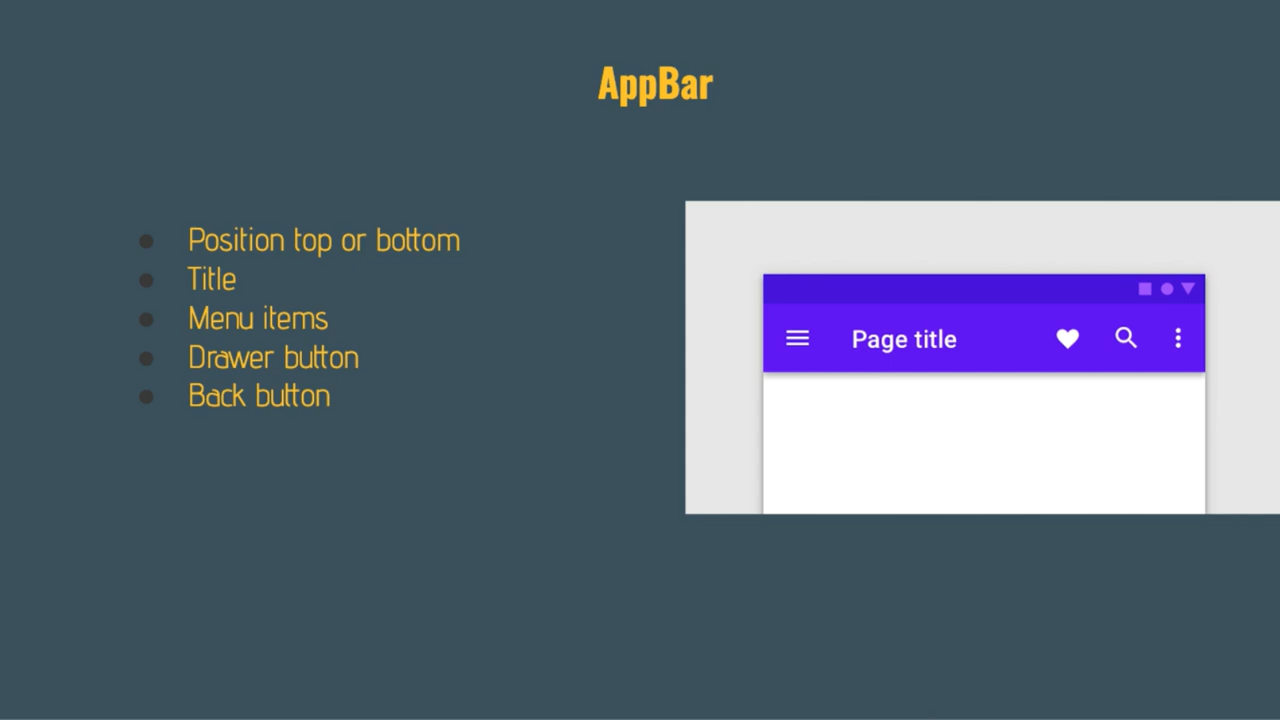 AppBar
Position top or bottom
Title
Menu items
Drawer button
Back button
Page title